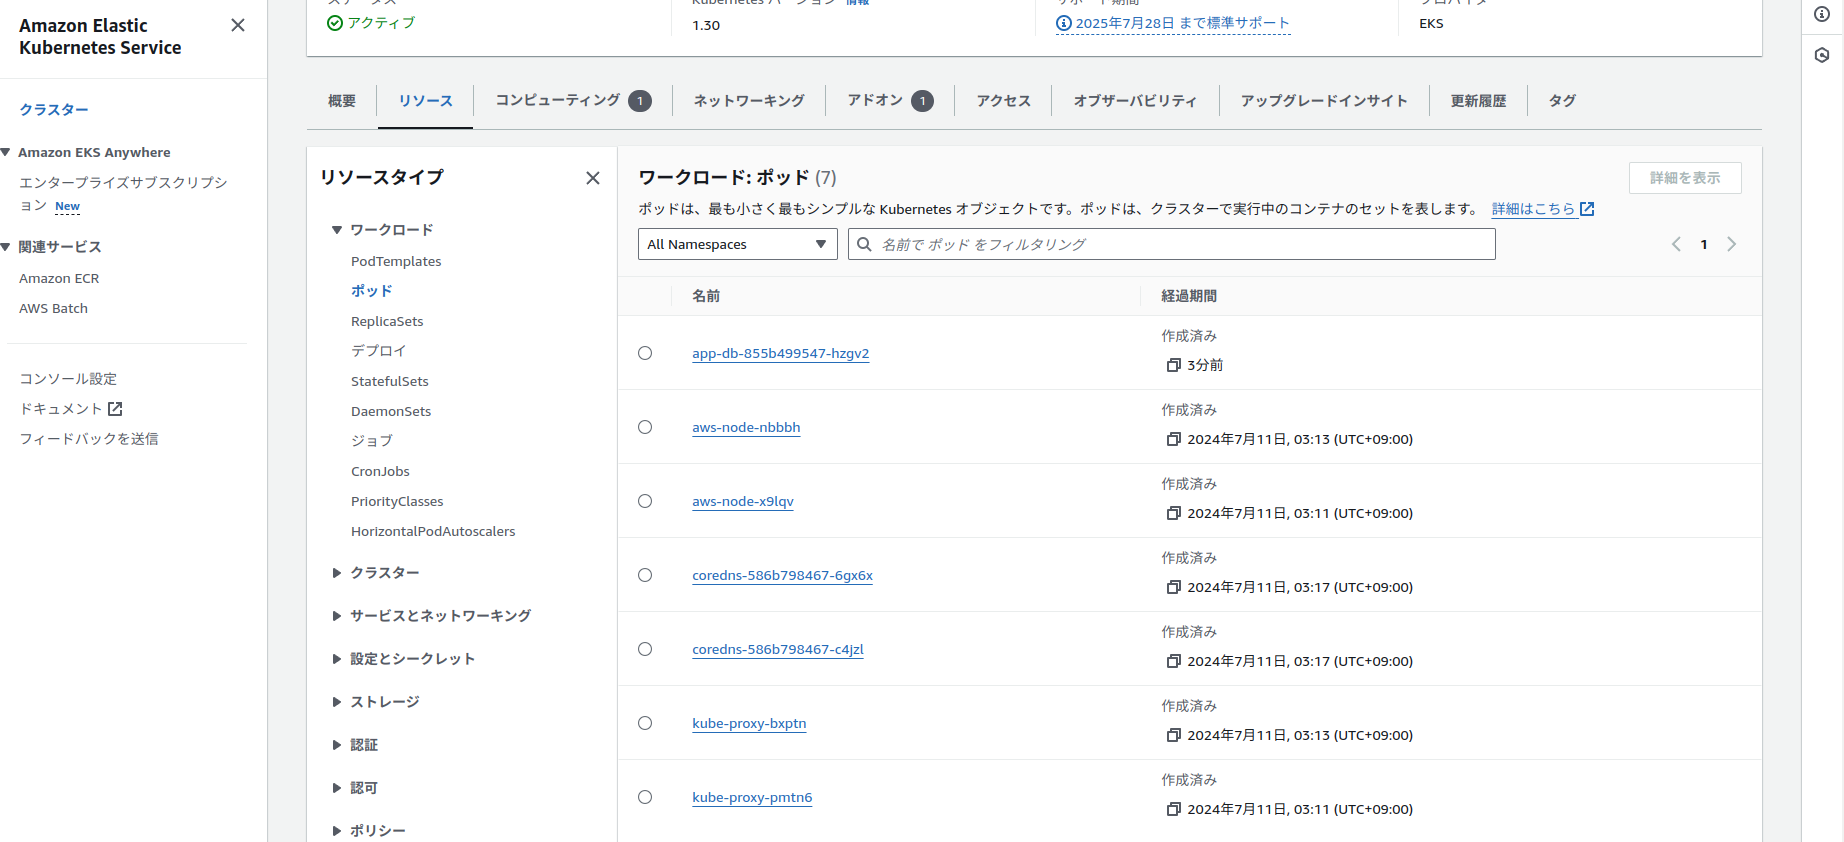 Amazon Elastic
Kubernetes Service
クラスター
Amazon EKS Anywhere
エンタープライズサブスクリプシ
ョン New
関連サービス
Amazon ECR
AWS Batch
コンソール設定
ドキュメント
フィードバックを送信
ステータス
アクティブ
Kubernetes バージョン 情報
1.30
サポート期間
2025年7月28日 まで標準サポート
プロバイダ
EKS
概要 リソース コンピューティング 1 ネットワーキング アドオン 1 アクセス オブザーバビリティ アップグレードインサイト 更新履歴 タグ
リソースタイプ
ワークロード
PodTemplates
ポッド
ReplicaSets
デプロイ
StatefulSets
DaemonSets
ジョブ
CronJobs
PriorityClasses
HorizontalPodAutoscalers
クラスター
サービスとネットワーキング
設定とシークレット
ストレージ
認証
認可
ポリシー
ワークロード: ポッド (7)
詳細を表示
ポッドは、最も小さく最もシンプルな Kubernetes オブジェクトです。ポッドは、クラスターで実行中のコンテナのセットを表します。 詳細はこちら
All Namespaces 名前で ポッド をフィルタリング 1
名前 経過期間
app-db-855b499547-hzgv2
作成済み
3分前
aws-node-nbbbh
作成済み
2024年7月11日, 03:13 (UTC+09:00)
aws-node-x9lqv
作成済み
2024年7月11日, 03:11 (UTC+09:00)
coredns-586b798467-6gx6x
作成済み
2024年7月11日, 03:17 (UTC+09:00)
coredns-586b798467-c4jzl
作成済み
2024年7月11日, 03:17 (UTC+09:00)
kube-proxy-bxptn
作成済み
2024年7月11日, 03:13 (UTC+09:00)
kube-proxy-pmtn6
作成済み
2024年7月11日, 03:11 (UTC+09:00)